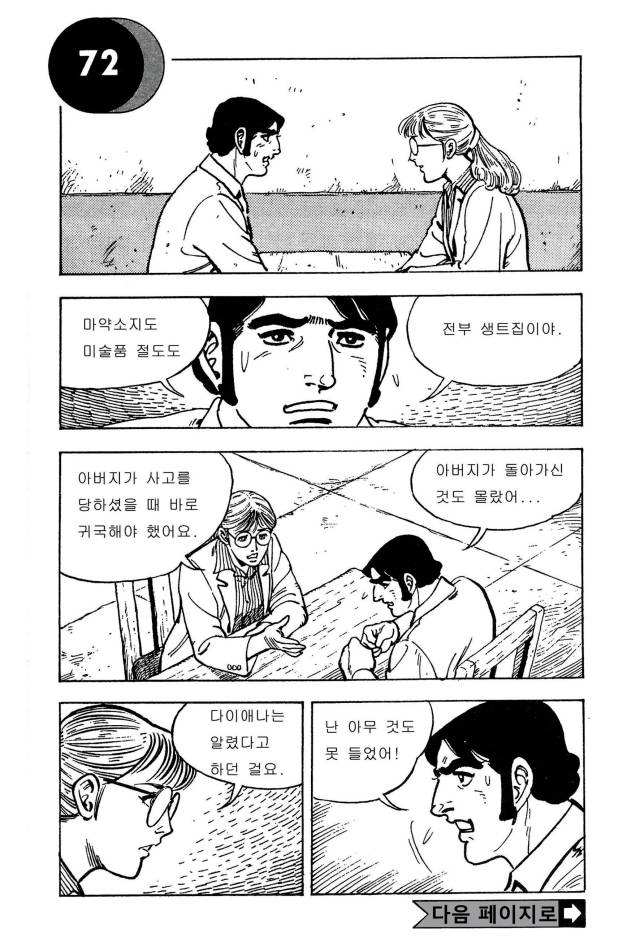 72
마약소지도
미술품 절도도
전부 생트집이야.
아버지가 사고를
당하셨을 때 바로
귀국해야 했어요.
아버지가 돌아가신
것도 몰랐어...
다이애나는
알렸다고
하던 걸요.
난 아무 것도
못 들었어!
다음 페이지로